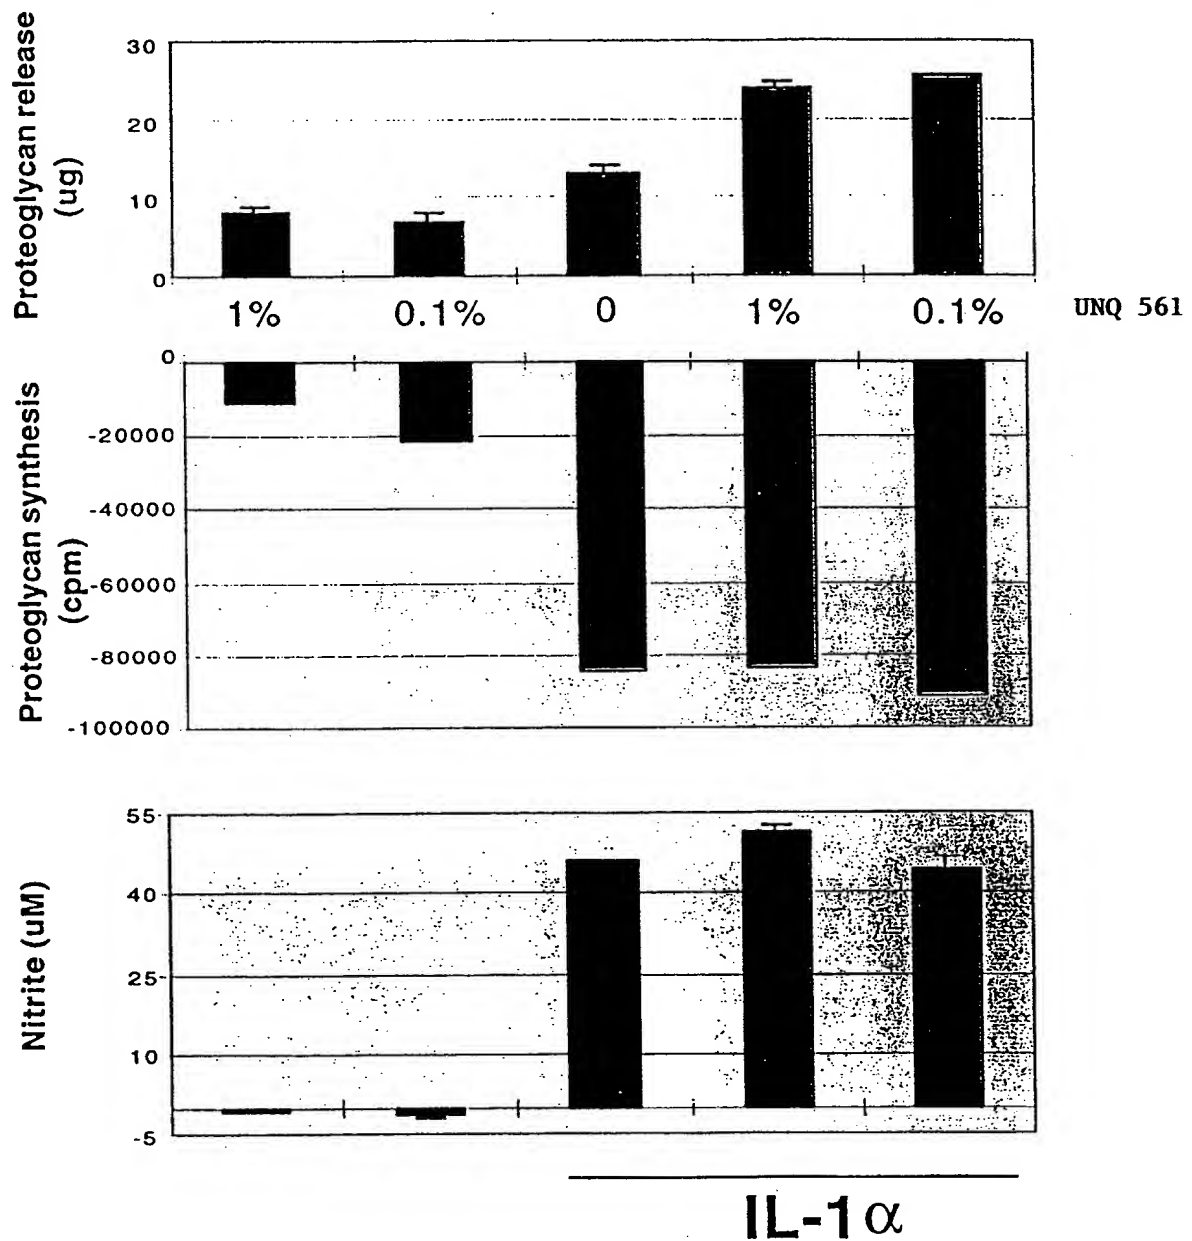 Proteoglycan release
(ug)
30
20
10
0
1%
0.1%
0
1%
0.1%
UNQ 561
Proteoglycan synthesis
(cpm)
0
-20000
-40000
-60000
-80000
-100000
Nitrite (uM)
55
40
25
10
-5
IL-1α